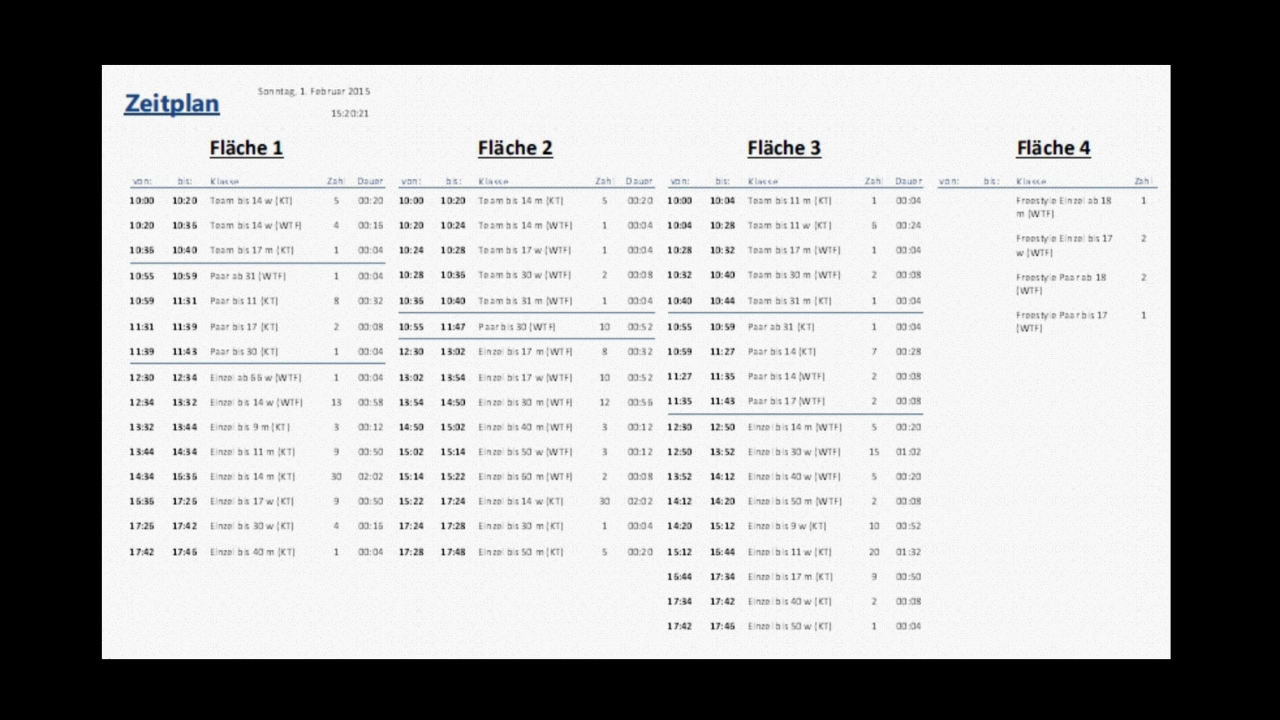 Zeitplan
Sonntag, 1. Februar 2015
15:20:21
Fläche 1
von: bis: Klasse Zahl Dauer
10:00 10:20 Team bis 14 w (KT) 5 00:20
10:20 10:36 Team bis 14 w (WTF) 4 00:16
10:36 10:40 Team bis 17 m (KT) 1 00:04
10:55 10:59 Paar ab 31 (WTF) 1 00:04
10:59 11:31 Paar bis 11 (KT) 8 00:32
11:31 11:39 Paar bis 17 (KT) 2 00:08
11:39 11:43 Paar bis 30 (KT) 1 00:04
12:30 12:34 Einzel ab 66 w (WTF) 1 00:04
12:34 13:32 Einzel bis 14 w (WTF) 13 00:58
13:32 13:44 Einzel bis 9 m (KT) 3 00:12
13:44 14:34 Einzel bis 11 m (KT) 9 00:50
14:34 16:36 Einzel bis 14 m (KT) 30 02:02
16:36 17:26 Einzel bis 17 w (KT) 9 00:50
17:26 17:42 Einzel bis 30 w (KT) 4 00:16
17:42 17:46 Einzel bis 40 m (KT) 1 00:04
Fläche 2
von: bis: Klasse Zahl Dauer
10:00 10:20 Team bis 14 m (KT) 5 00:20
10:20 10:24 Team bis 14 m (WTF) 1 00:04
10:24 10:28 Team bis 17 w (WTF) 1 00:04
10:28 10:36 Team bis 30 w (WTF) 2 00:08
10:36 10:40 Team bis 31 m (WTF) 1 00:04
10:55 11:47 Paar bis 30 (WTF) 10 00:52
12:30 13:02 Einzel bis 17 m (WTF) 8 00:32
13:02 13:54 Einzel bis 17 w (WTF) 10 00:52
13:54 14:50 Einzel bis 30 m (WTF) 12 00:56
14:50 15:02 Einzel bis 40 m (WTF) 3 00:12
15:02 15:14 Einzel bis 50 w (WTF) 3 00:12
15:14 15:22 Einzel bis 60 m (WTF) 2 00:08
15:22 17:24 Einzel bis 14 w (KT) 30 02:02
17:24 17:28 Einzel bis 30 m (KT) 1 00:04
17:28 17:48 Einzel bis 50 m (KT) 5 00:20
Fläche 3
von: bis: Klasse Zahl Dauer
10:00 10:04 Team bis 11 m (KT) 1 00:04
10:04 10:28 Team bis 11 w (KT) 6 00:24
10:28 10:32 Team bis 17 m (WTF) 1 00:04
10:32 10:40 Team bis 30 m (WTF) 2 00:08
10:40 10:44 Team bis 31 m (KT) 1 00:04
10:55 10:59 Paar ab 31 (KT) 1 00:04
10:59 11:27 Paar bis 14 (KT) 7 00:28
11:27 11:35 Paar bis 14 (WTF) 2 00:08
11:35 11:43 Paar bis 17 (WTF) 2 00:08
12:30 12:50 Einzel bis 14 m (WTF) 5 00:20
12:50 13:52 Einzel bis 30 w (WTF) 15 01:02
13:52 14:12 Einzel bis 40 w (WTF) 5 00:20
14:12 14:20 Einzel bis 50 m (WTF) 2 00:08
14:20 15:12 Einzel bis 9 w (KT) 10 00:52
15:12 16:44 Einzel bis 11 w (KT) 20 01:32
16:44 17:34 Einzel bis 17 m (KT) 9 00:50
17:34 17:42 Einzel bis 40 w (KT) 2 00:08
17:42 17:46 Einzel bis 50 w (KT) 1 00:04
Fläche 4
von: bis: Klasse Zahl
Freestyle Einzel ab 18 1
m (WTF)
Freestyle Einzel bis 17 2
w (WTF)
Freestyle Paar ab 18 2
(WTF)
Freestyle Paar bis 17 1
(WTF)